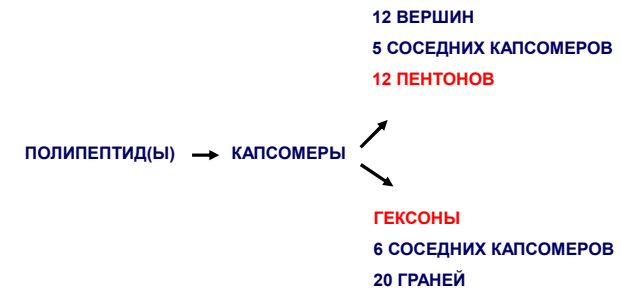 12 ВЕРШИН
5 СОСЕДНИХ КАПСОМЕРОВ
12 ПЕНТОНОВ
ПОЛИПЕПТИД(Ы) → КАПСОМЕРЫ
ГЕКСОНЫ
6 СОСЕДНИХ КАПСОМЕРОВ
20 ГРАНЕЙ